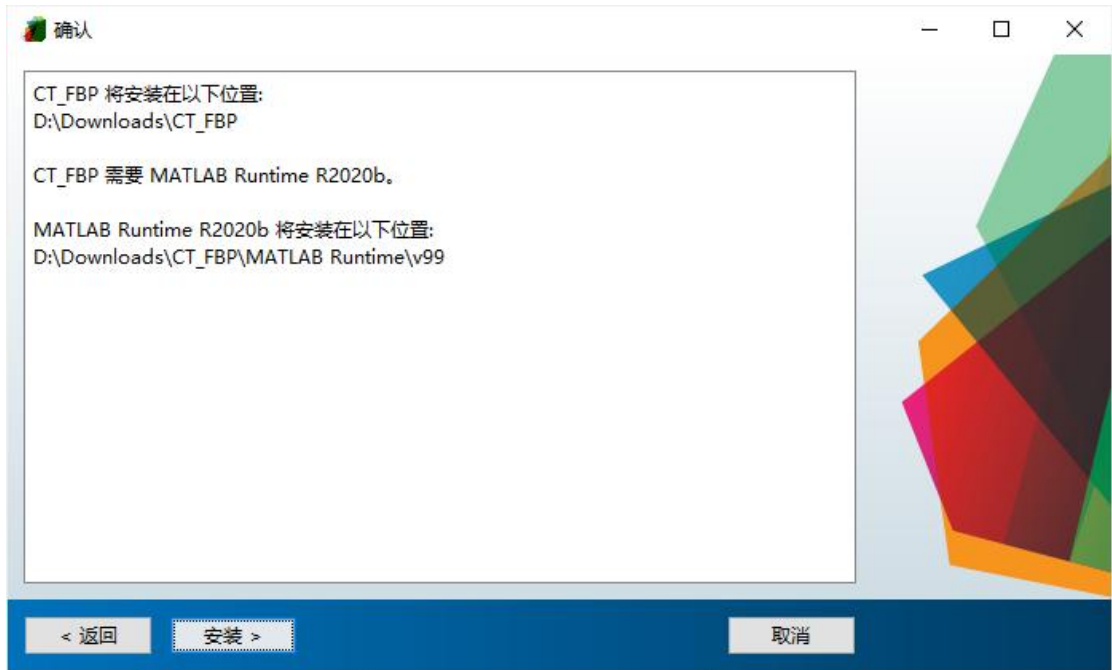 确认
CT_FBP 将安装在以下位置:
D:\Downloads\CT_FBP
CT_FBP 需要 MATLAB Runtime R2020b。
MATLAB Runtime R2020b 将安装在以下位置:
D:\Downloads\CT_FBP\MATLAB Runtime\v99
< 返回
安装 >
取消